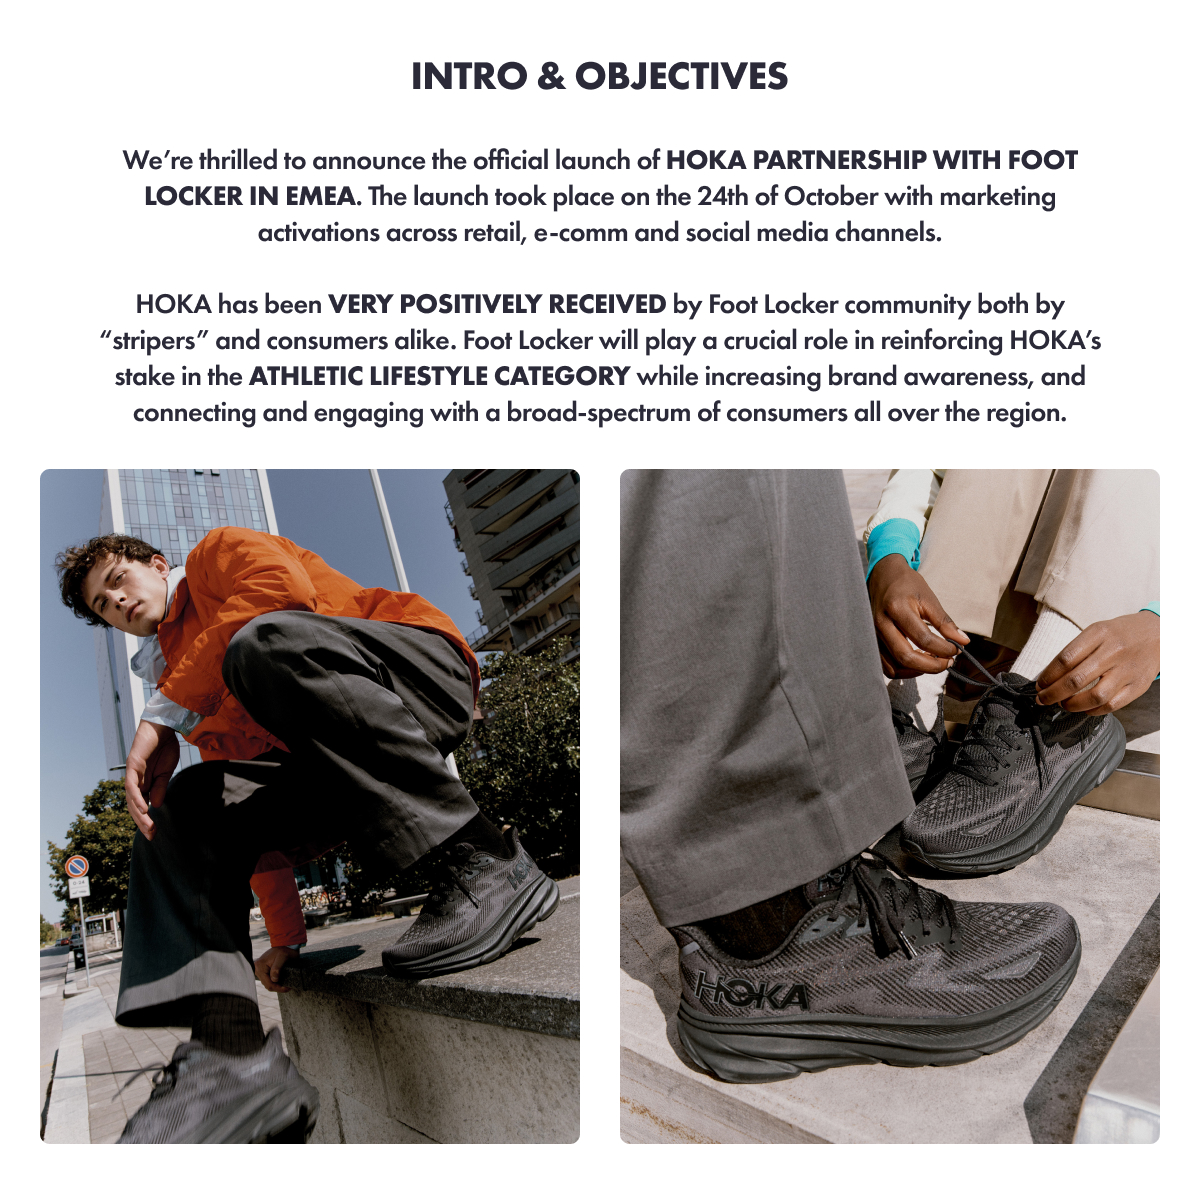 INTRO & OBJECTIVES
We’re thrilled to announce the official launch of HOKA PARTNERSHIP WITH FOOT
LOCKER IN EMEA. The launch took place on the 24th of October with marketing
activations across retail, e-comm and social media channels.
HOKA has been VERY POSITIVELY RECEIVED by Foot Locker community both by
“stripers” and consumers alike. Foot Locker will play a crucial role in reinforcing HOKA’s
stake in the ATHLETIC LIFESTYLE CATEGORY while increasing brand awareness, and
connecting and engaging with a broad-spectrum of consumers all over the region.
HOKA